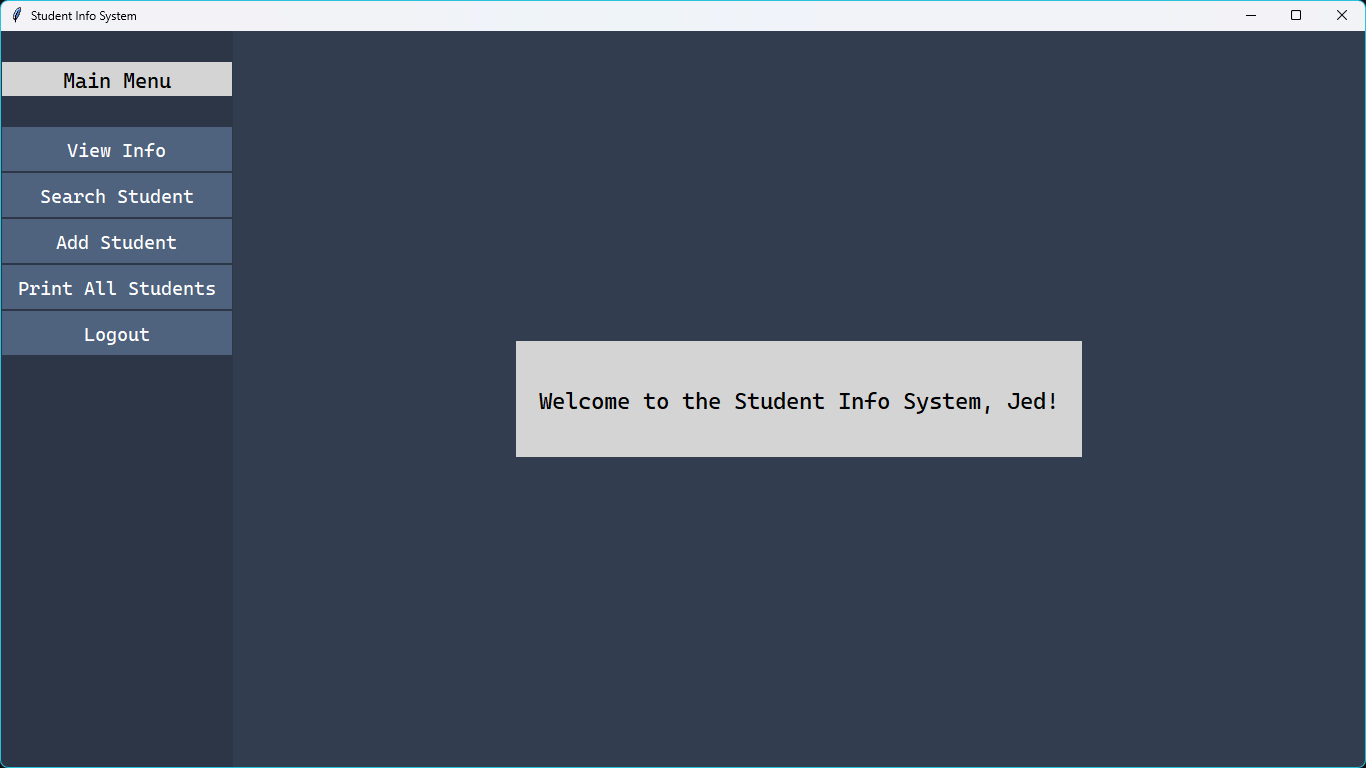 Student Info System
Main Menu
View Info
Search Student
Add Student
Print All Students
Logout
Welcome to the Student Info System, Jed!